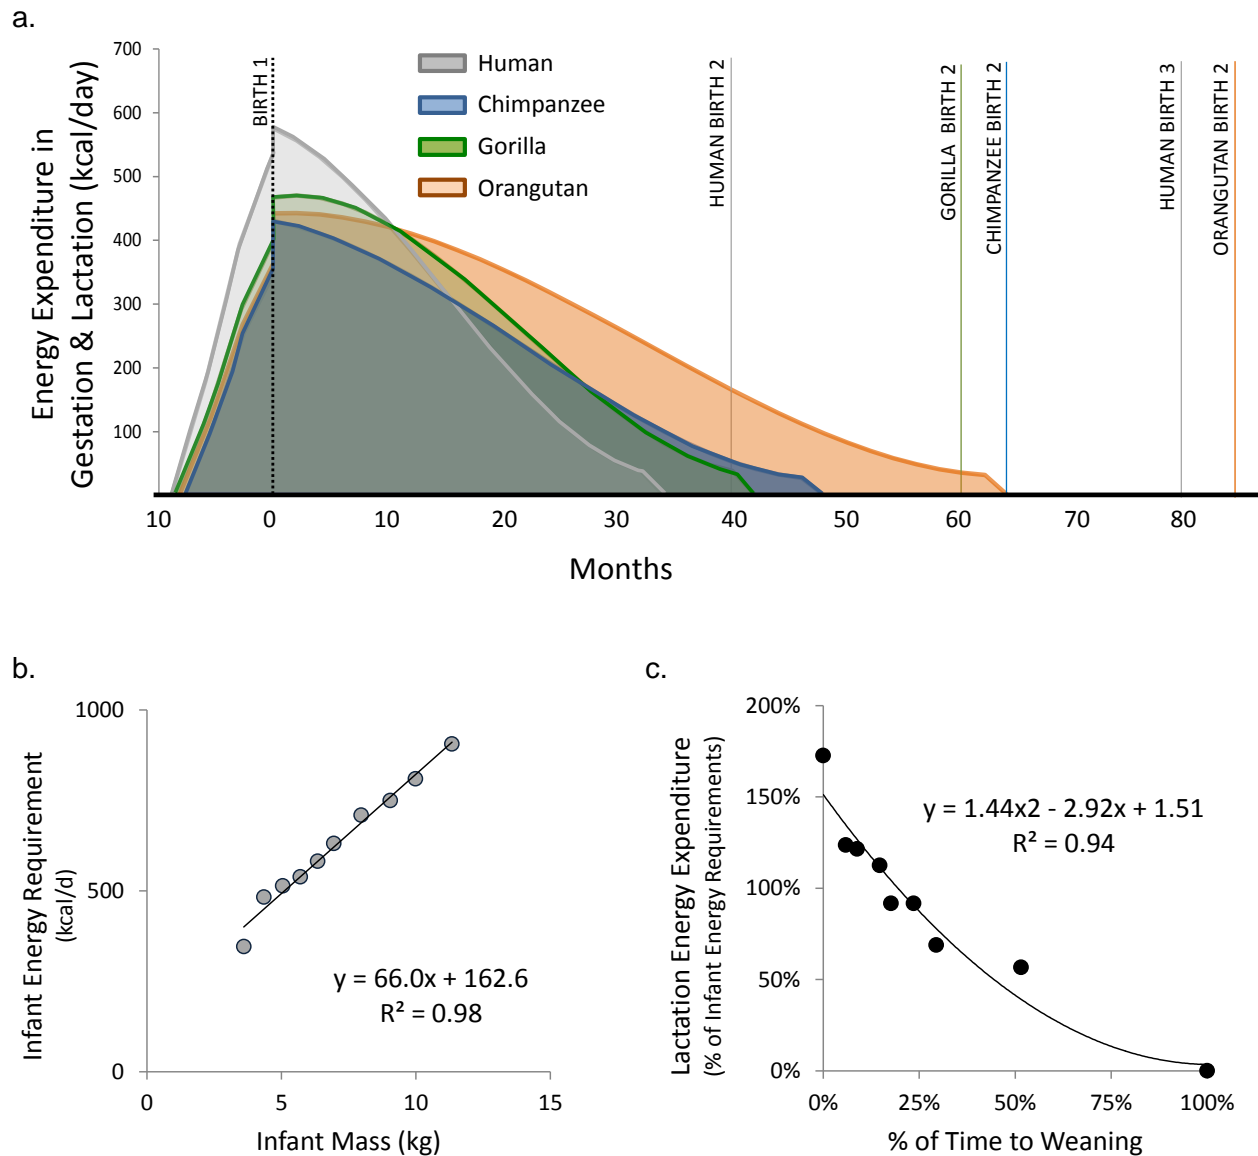 a.
700
600
500
400
300
200
100
Energy Expenditure in
Gestation & Lactation (kcal/day)
BIRTH 1
Human
Chimpanzee
Gorilla
Orangutan
HUMAN BIRTH 2
GORILLA BIRTH 2
CHIMPANZEE BIRTH 2
HUMAN BIRTH 3
ORANGUTAN BIRTH 2
10 0 10 20 30 40 50 60 70 80
Months
b.
1000
500
0
Infant Energy Requirement
(kcal/d)
y = 66.0x + 162.6
R² = 0.98
0 5 10 15
Infant Mass (kg)
c.
200%
150%
100%
50%
0%
Lactation Energy Expenditure
(% of Infant Energy Requirements)
y = 1.44x2 - 2.92x + 1.51
R² = 0.94
0% 25% 50% 75% 100%
% of Time to Weaning